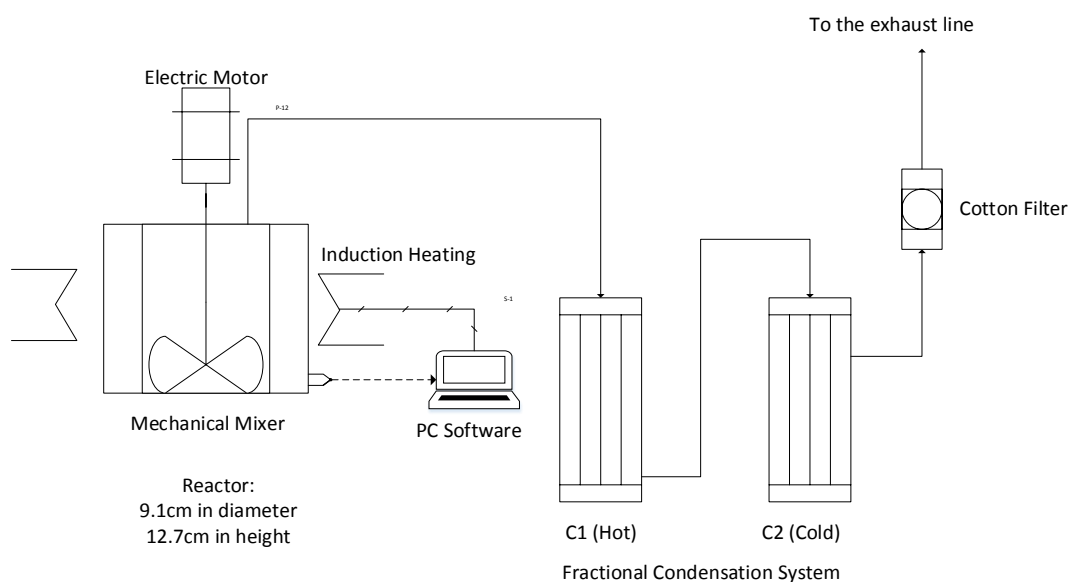 To the exhaust line
Electric Motor
P-12
Cotton Filter
Induction Heating
S-1
Mechanical Mixer
PC Software
Reactor:
9.1cm in diameter
12.7cm in height
C1 (Hot)
C2 (Cold)
Fractional Condensation System